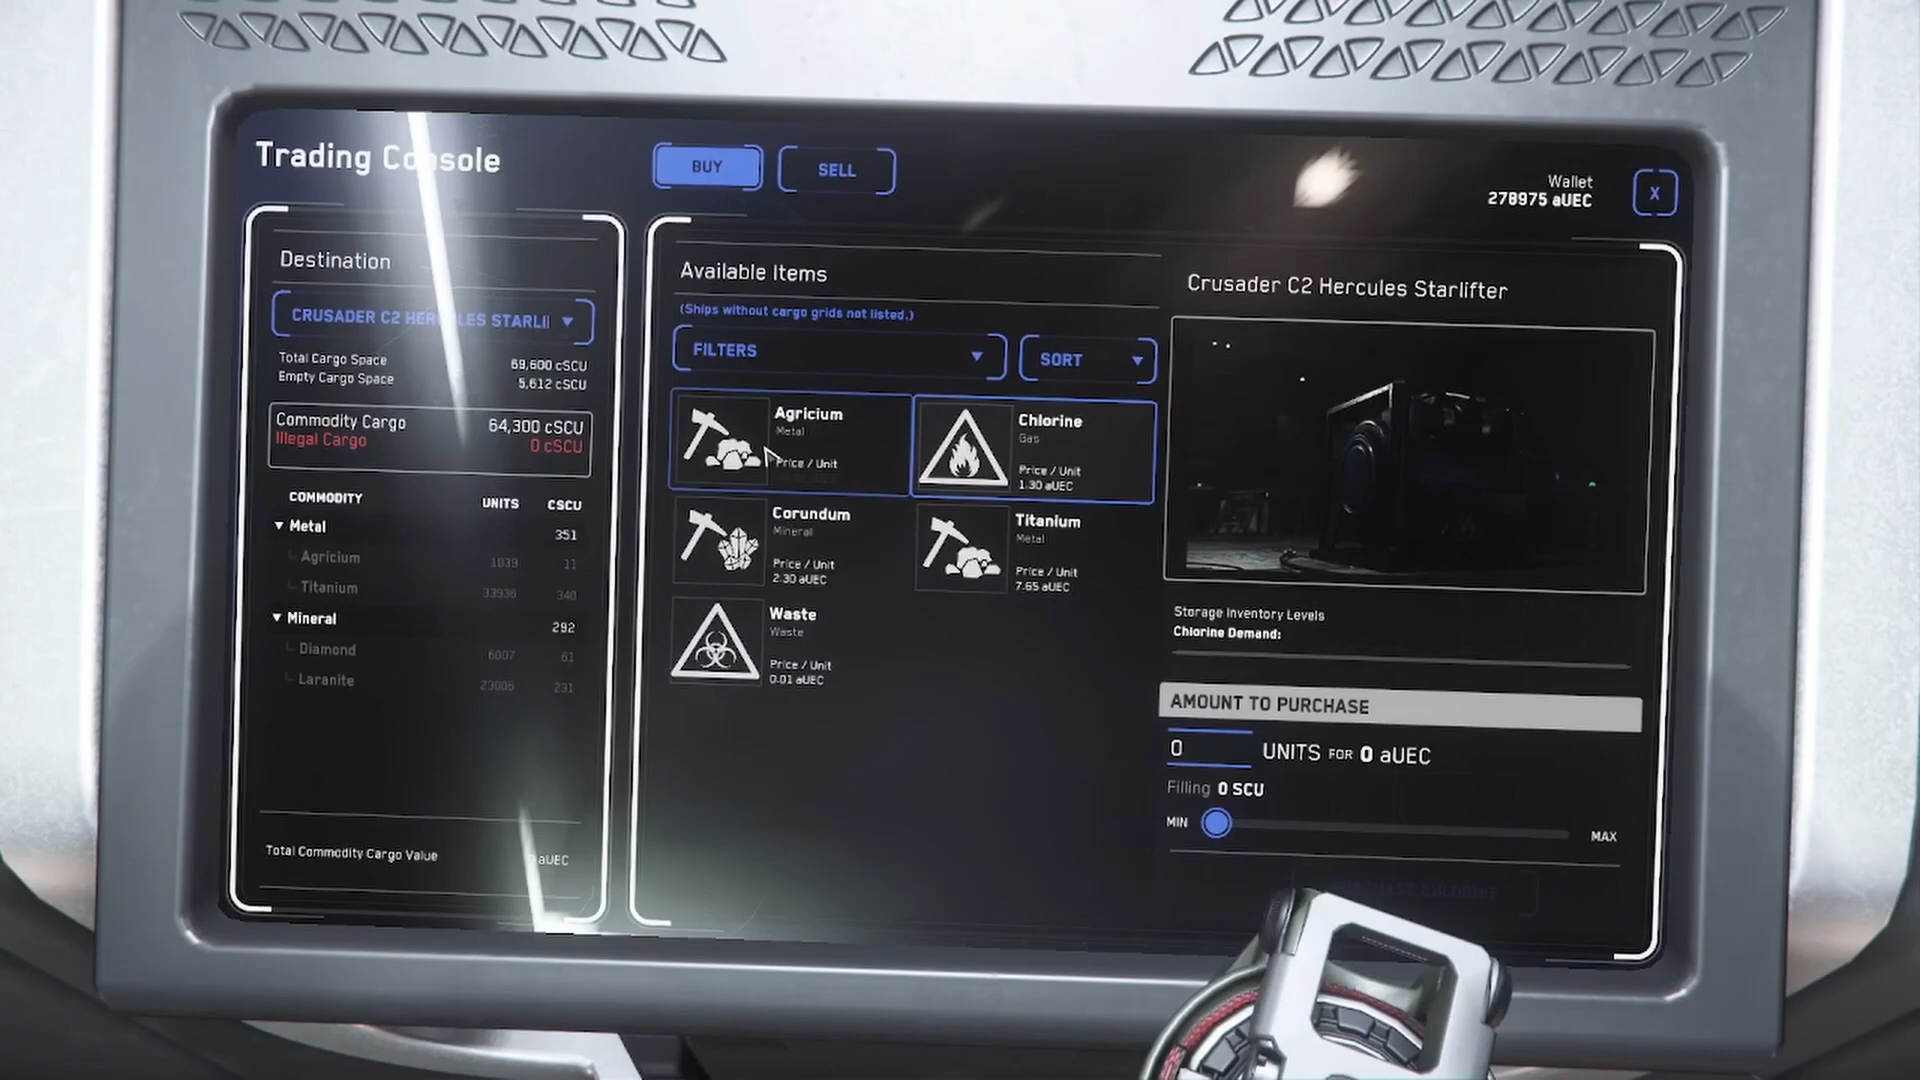 Trading Console
BUY
SELL
Wallet
278975 aUEC
X
Destination
CRUSADER C2 HERCULES STARLI
Total Cargo Space 69,600 cSCU
Empty Cargo Space 5,612 cSCU
Commodity Cargo 64,300 cSCU
Illegal Cargo 0 cSCU
COMMODITY UNITS CSCU
Metal 351
Agricium 1039 11
Titanium 33936 340
Mineral 292
Diamond 6007 61
Laranite 23006 231
Total Commodity Cargo Value aUEC
Available Items
(Ships without cargo grids not listed.)
FILTERS
SORT
Agricium
Metal
Price / Unit
Chlorine
Gas
Price / Unit
1.30 aUEC
Corundum
Mineral
Price / Unit
2.30 aUEC
Titanium
Metal
Price / Unit
7.65 aUEC
Waste
Waste
Price / Unit
0.01 aUEC
Crusader C2 Hercules Starlifter
Storage Inventory Levels
Chlorine Demand:
AMOUNT TO PURCHASE
0 UNITS FOR 0 aUEC
Filling 0 SCU
MIN
MAX